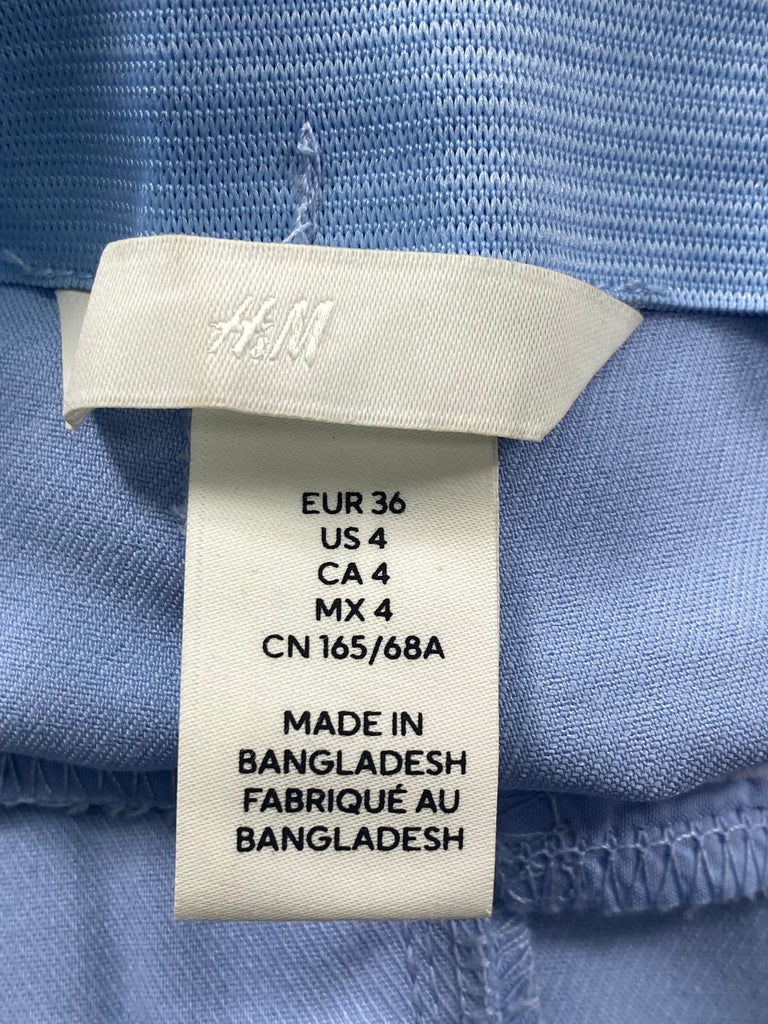 H&M
EUR 36
US 4
CA 4
MX 4
CN 165/68A
MADE IN
BANGLADESH
FABRIQUÉ AU
BANGLADESH